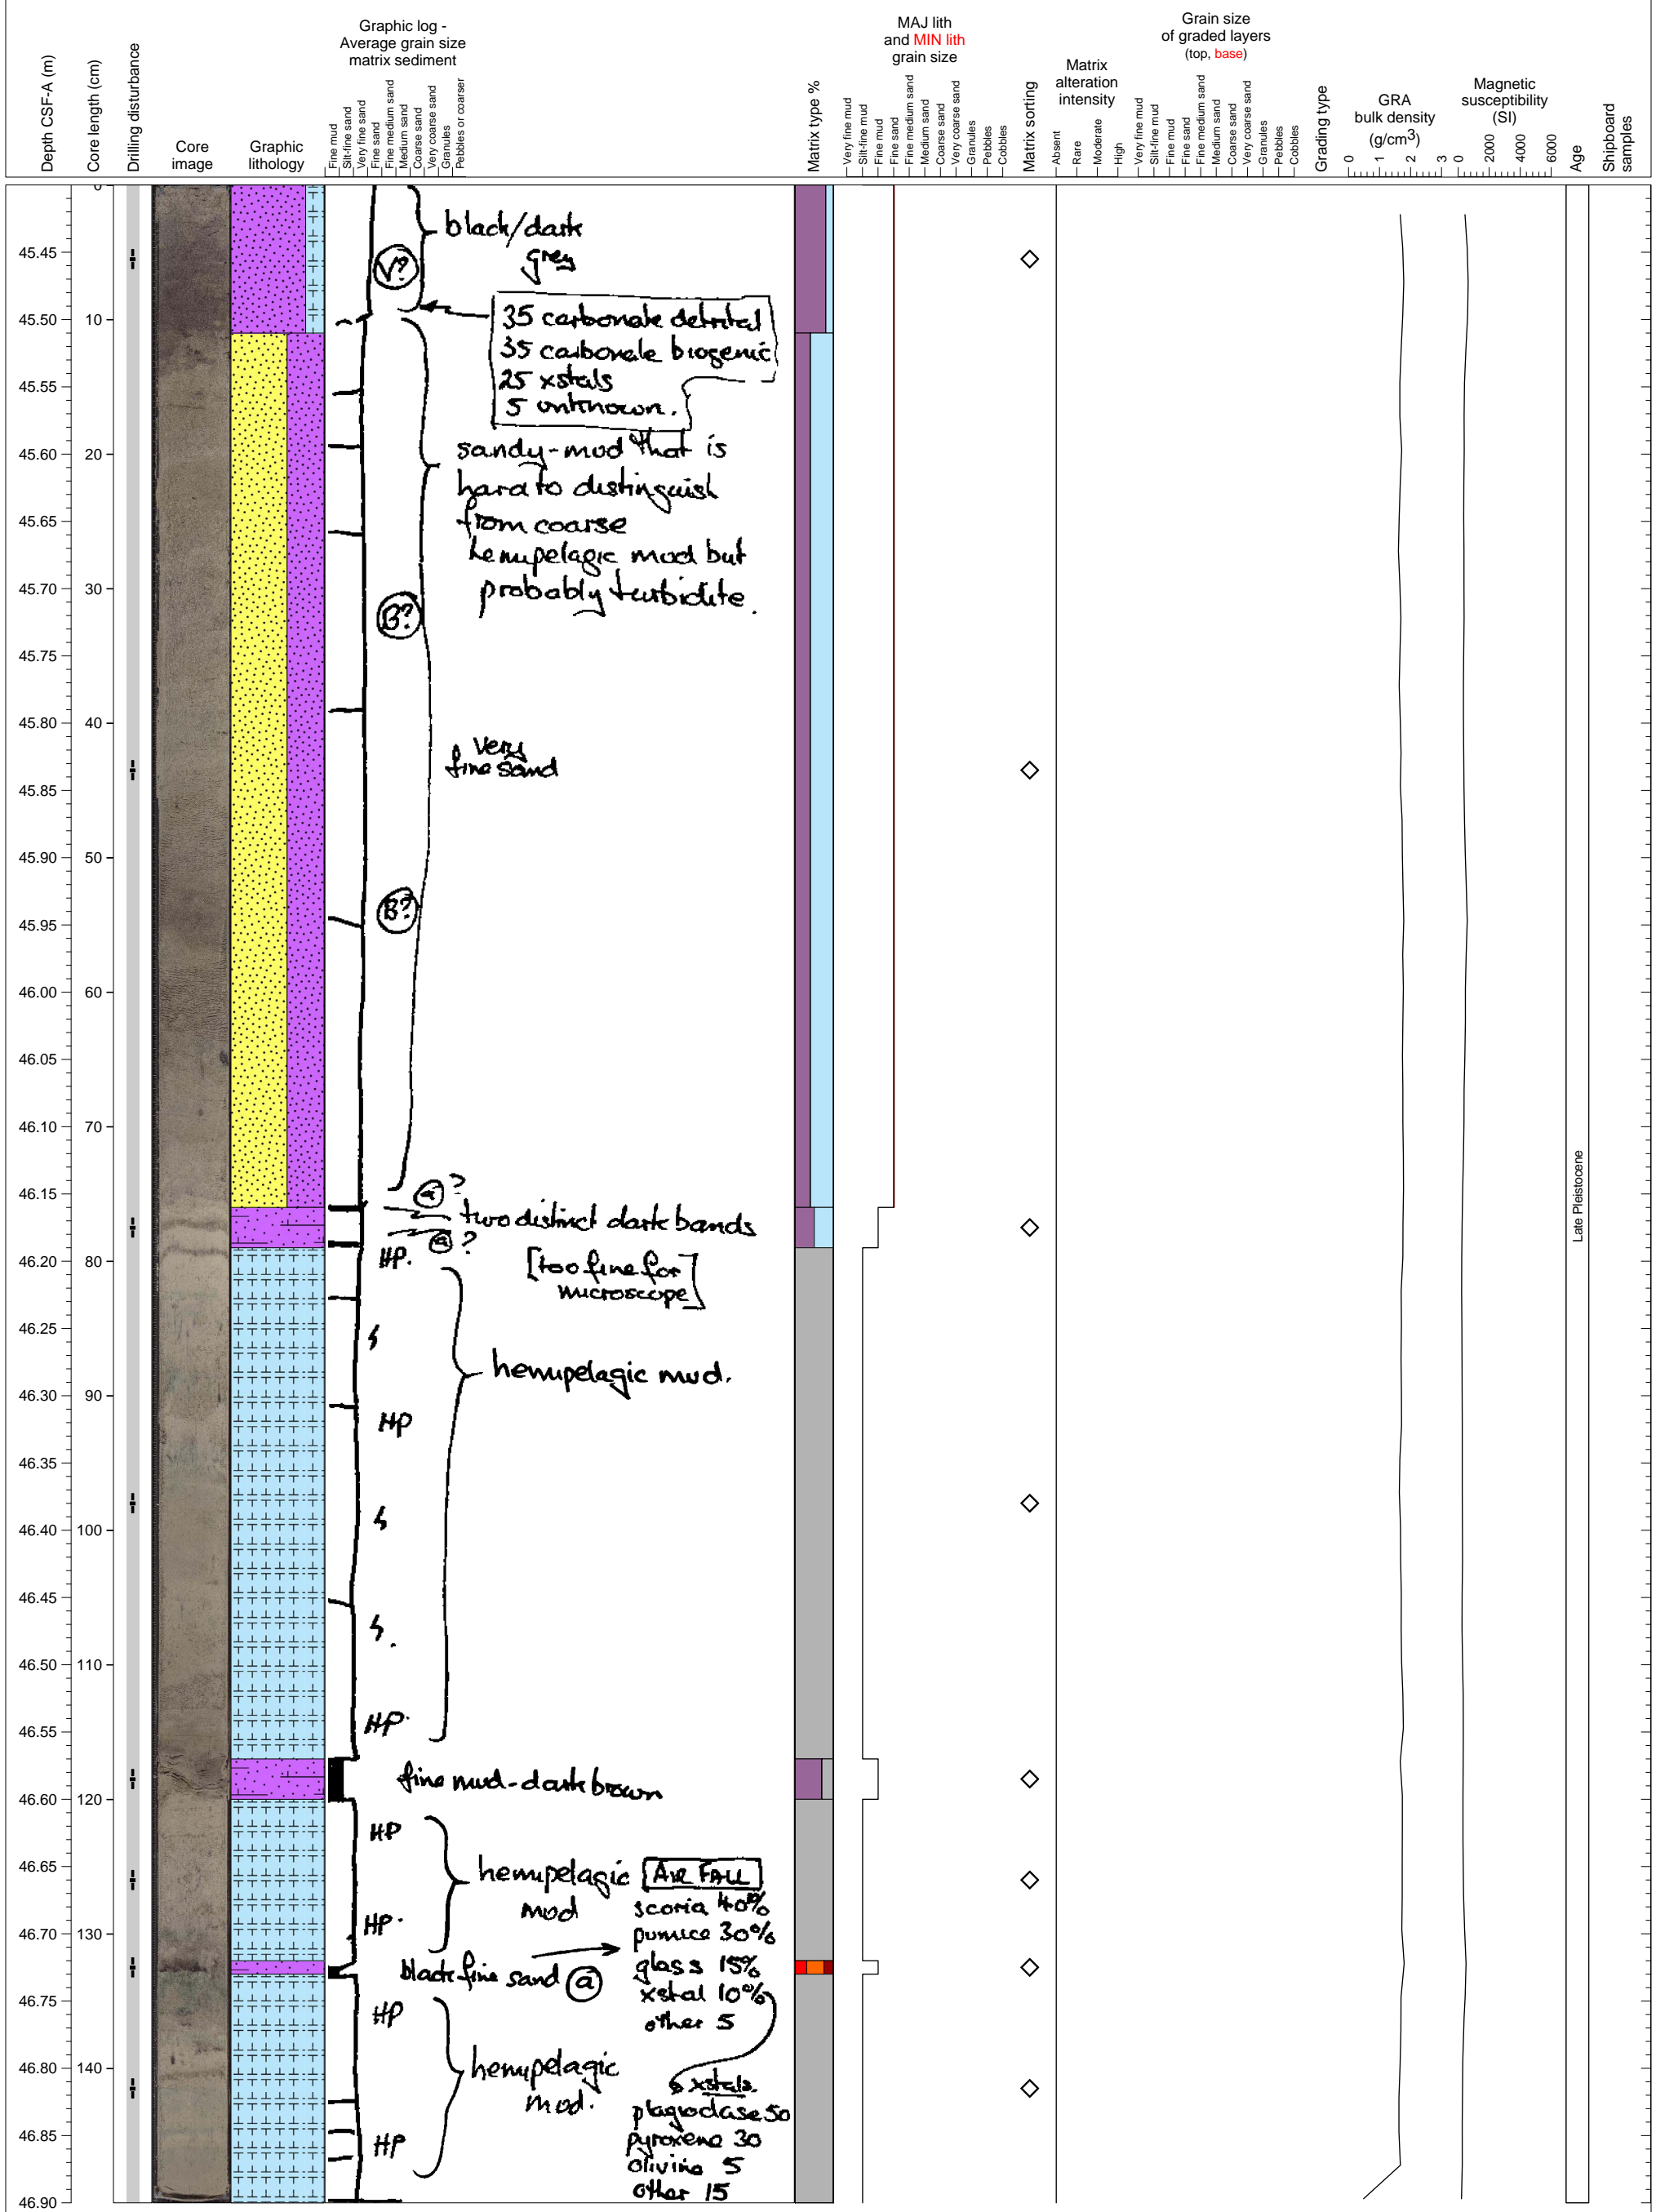 Depth CSF-A (m)
Core length (cm)
Drilling disturbance
Core
image
Graphic
lithology
Graphic log -
Average grain size
matrix sediment
Fine mud
Silt-fine sand
Very fine sand
Fine sand
Fine medium sand
Medium sand
Coarse sand
Very coarse sand
Granules
Pebbles or coarser
Matrix type %
MAJ lith
and MIN lith
grain size
Very fine mud
Silt-fine mud
Fine mud
Fine sand
Fine medium sand
Medium sand
Coarse sand
Very coarse sand
Granules
Pebbles
Cobbles
Matrix sorting
Matrix
alteration
intensity
Absent
Rare
Moderate
High
Grain size
of graded layers
(top, base)
Very fine mud
Silt-fine mud
Fine mud
Fine sand
Fine medium sand
Medium sand
Coarse sand
Very coarse sand
Granules
Pebbles
Cobbles
Grading type
GRA
bulk density
(g/cm3)
0 1 2 3
Magnetic
susceptibility
(SI)
0 2000 4000 6000
Age
Shipboard
samples
0
black/dark
grey
45.45
V?
45.50 10
35 carbonate detrital
35 carbonate biogenic
25 xstals
5 unknown.
45.55
45.60 20
sandy-mud that is
hard to distinguish
from coarse
hemipelagic mud but
probably turbidite.
45.65
45.70 30
B?
45.75
45.80 40
Very
fine sand
45.85
45.90 50
B?
45.95
46.00 60
46.05
46.10 70
46.15
a ?
two distinct dark bands
a ?
Late Pleistocene
46.20 80
HP.
[too fine for
microscope]
46.25
hemipelagic mud.
46.30 90
HP
46.35
46.40 100
46.45
46.50 110
46.55
HP.
fine mud - dark brown
46.60 120
HP
46.65
hemipelagic
mud
AIR FALL
scoria 40%
pumice 30%
glass 15%
xstal 10%
other 5
46.70 130
HP.
black fine sand a
46.75
HP
46.80 140
hemipelagic
mud.
xstals.
plagioclase 50
pyroxene 30
olivine 5
other 15
46.85
HP
46.90